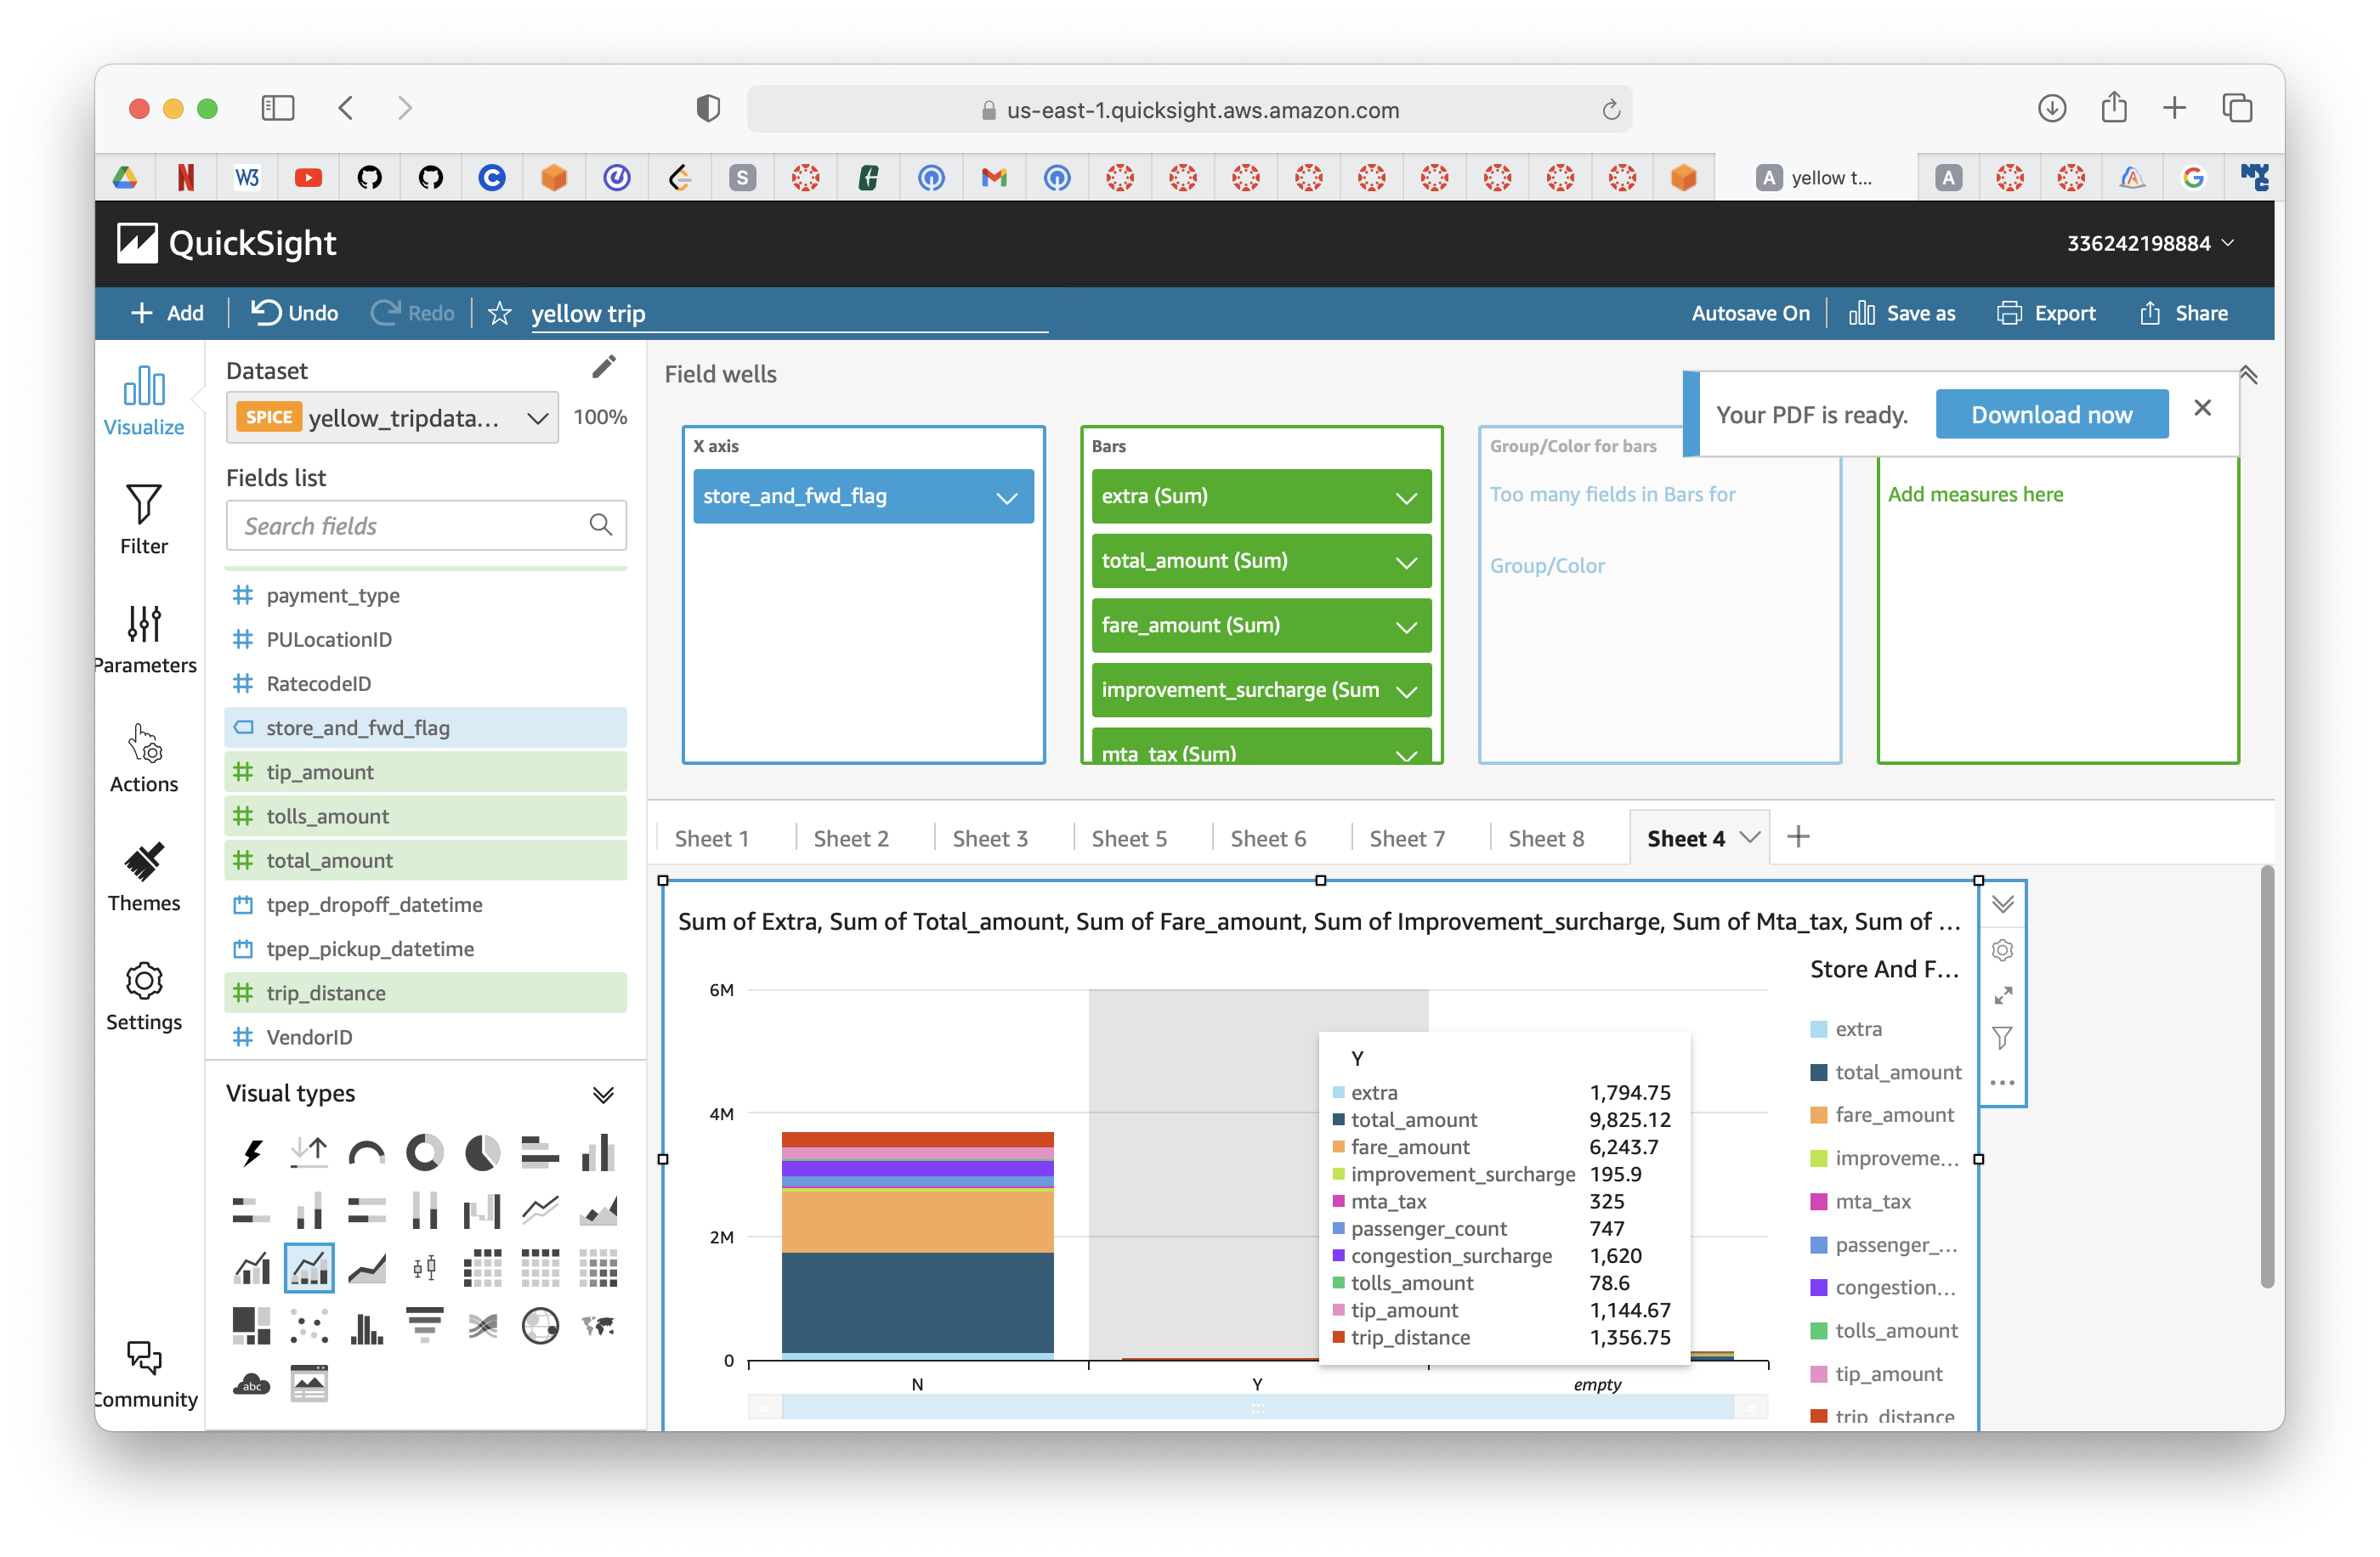 us-east-1.quicksight.aws.amazon.com
W3
S
A
yellow t...
A
NYC
QuickSight
336242198884
Add
Undo
Redo
yellow trip
Autosave On
Save as
Export
Share
Visualize
Filter
Parameters
Actions
Themes
Settings
Community
Dataset
SPICE
yellow_tripdata...
100%
Fields list
Search fields
payment_type
PULocationID
RatecodeID
store_and_fwd_flag
tip_amount
tolls_amount
total_amount
tpep_dropoff_datetime
tpep_pickup_datetime
trip_distance
VendorID
Visual types
abc
Field wells
Your PDF is ready.
Download now
X axis
store_and_fwd_flag
Bars
extra (Sum)
total_amount (Sum)
fare_amount (Sum)
improvement_surcharge (Sum
mta_tax (Sum)
Group/Color for bars
Too many fields in Bars for
Group/Color
Add measures here
Sheet 1
Sheet 2
Sheet 3
Sheet 5
Sheet 6
Sheet 7
Sheet 8
Sheet 4
Sum of Extra, Sum of Total_amount, Sum of Fare_amount, Sum of Improvement_surcharge, Sum of Mta_tax, Sum of ...
6M
4M
2M
0
N
Y
empty
Y
extra 1,794.75
total_amount 9,825.12
fare_amount 6,243.7
improvement_surcharge 195.9
mta_tax 325
passenger_count 747
congestion_surcharge 1,620
tolls_amount 78.6
tip_amount 1,144.67
trip_distance 1,356.75
Store And F...
extra
total_amount
fare_amount
improveme...
mta_tax
passenger_...
congestion...
tolls_amount
tip_amount
trip_distance